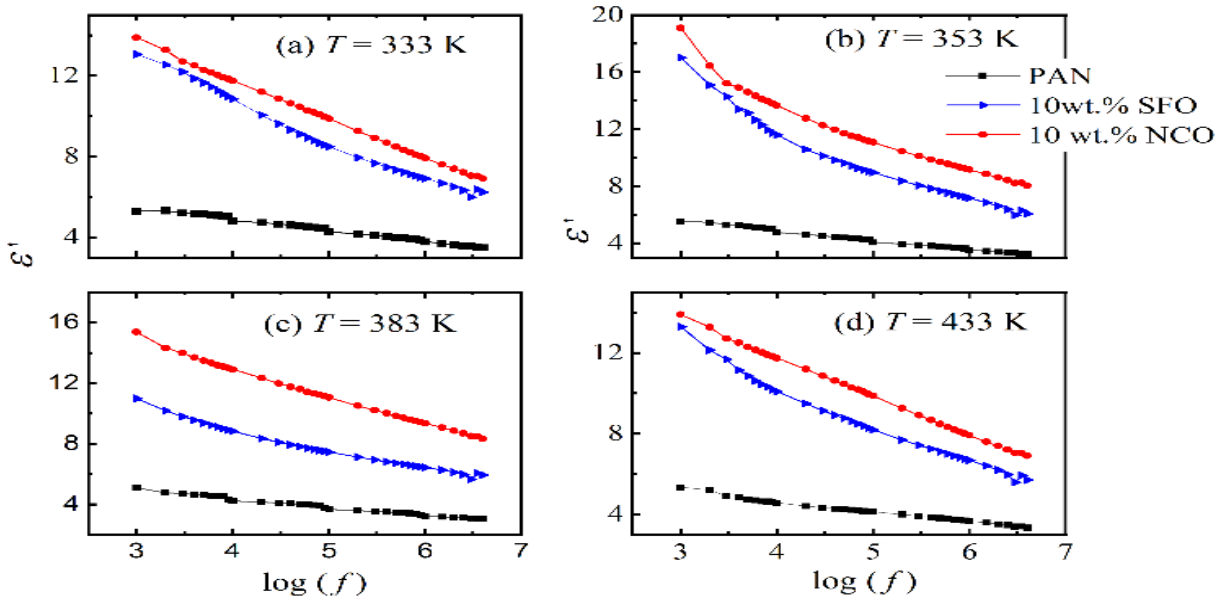 (a) T = 333 K
12
8
4
ε'
(b) T = 353 K
20
16
12
8
4
ε'
PAN
10wt.% SFO
10 wt.% NCO
(c) T = 383 K
16
12
8
4
3 4 5 6 7
log (f)
(d) T = 433 K
12
8
4
3 4 5 6 7
log (f)